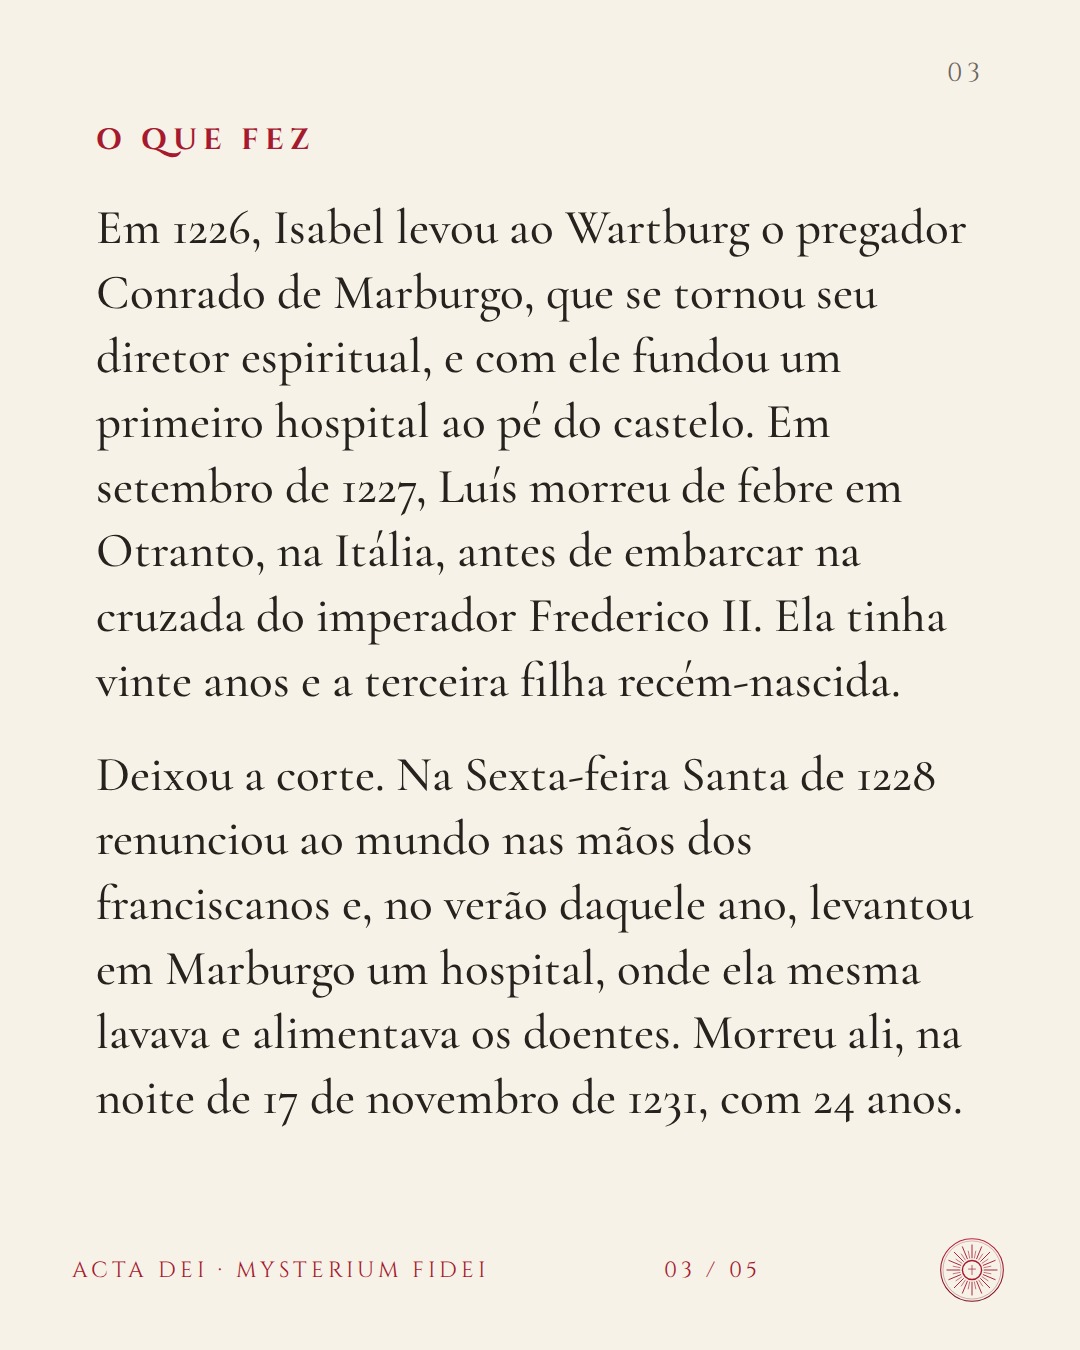 03
O QUE FEZ
Em 1226, Isabel levou ao Wartburg o pregador
Conrado de Marburgo, que se tornou seu
diretor espiritual, e com ele fundou um
primeiro hospital ao pé do castelo. Em
setembro de 1227, Luís morreu de febre em
Otranto, na Itália, antes de embarcar na
cruzada do imperador Frederico II. Ela tinha
vinte anos e a terceira filha recém-nascida.
Deixou a corte. Na Sexta-feira Santa de 1228
renunciou ao mundo nas mãos dos
franciscanos e, no verão daquele ano, levantou
em Marburgo um hospital, onde ela mesma
lavava e alimentava os doentes. Morreu ali, na
noite de 17 de novembro de 1231, com 24 anos.
ACTA DEI · MYSTERIUM FIDEI
03 / 05